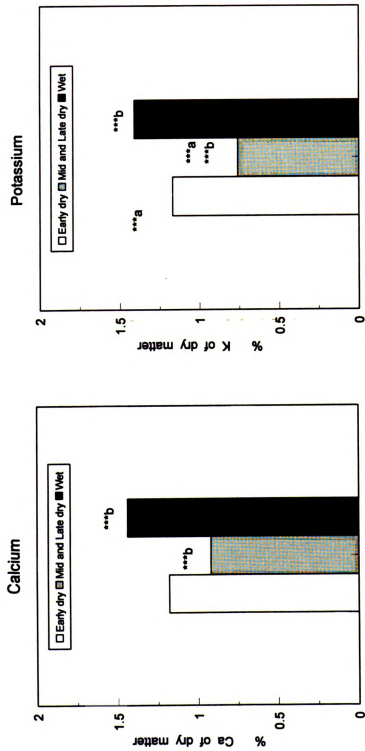 Calcium
□ Early dry ▩ Mid and Late dry ■ Wet
2
1.5
1
0.5
0
% Ca of dry matter
***b
***b
Potassium
□ Early dry ▩ Mid and Late dry ■ Wet
2
1.5
1
0.5
0
% K of dry matter
***a
***a
***b
***b